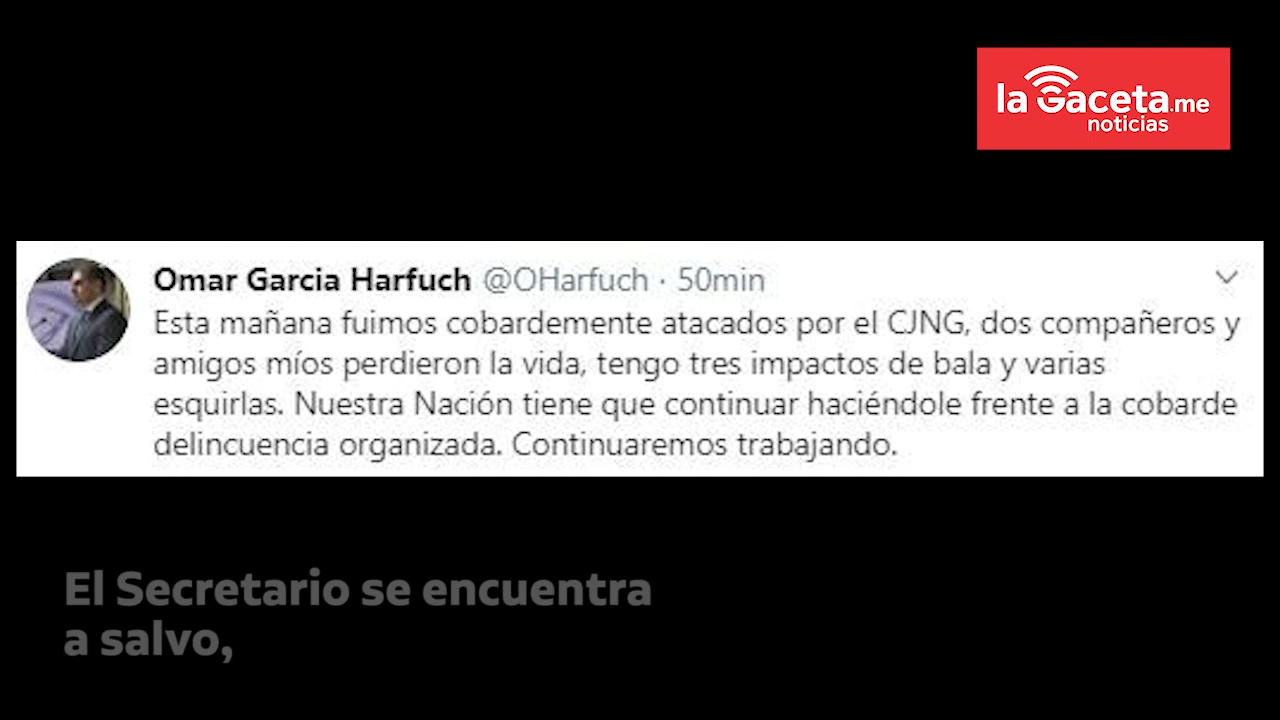 la Gaceta.me
noticias
Omar Garcia Harfuch @OHarfuch · 50min
Esta mañana fuimos cobardemente atacados por el CJNG, dos compañeros y
amigos míos perdieron la vida, tengo tres impactos de bala y varias
esquirlas. Nuestra Nación tiene que continuar haciéndole frente a la cobarde
delincuencia organizada. Continuaremos trabajando.
El Secretario se encuentra
a salvo,